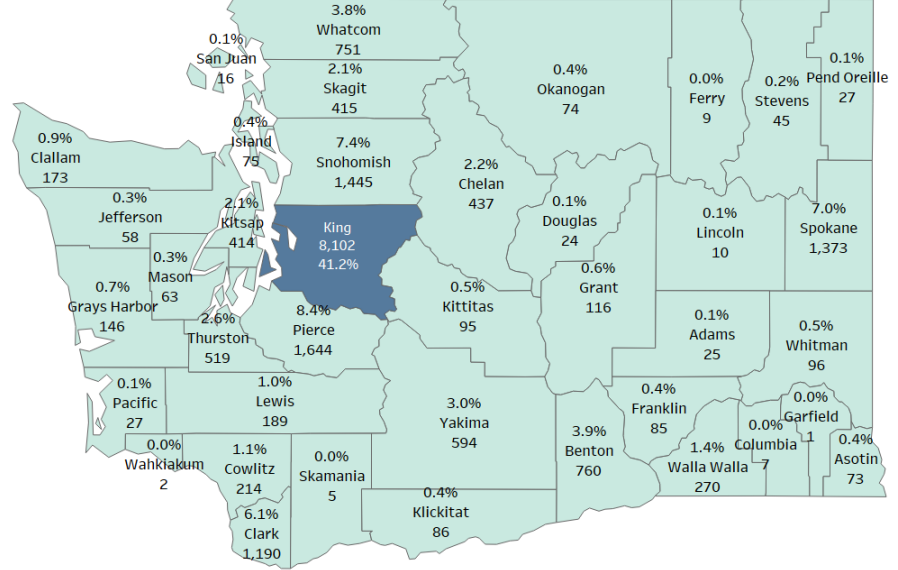 3.8%
Whatcom
751
0.1%
San Juan
16
2.1%
Skagit
415
0.4%
Okanogan
74
0.0%
Ferry
9
0.2%
Stevens
45
0.1%
Pend Oreille
27
0.4%
Island
75
0.9%
Clallam
173
7.4%
Snohomish
1,445
2.2%
Chelan
437
0.3%
Jefferson
58
2.1%
Kitsap
414
King
8,102
41.2%
0.1%
Douglas
24
0.1%
Lincoln
10
7.0%
Spokane
1,373
0.3%
Mason
63
0.7%
Grays Harbor
146
0.5%
Kittitas
95
0.6%
Grant
116
2.6%
Thurston
519
8.4%
Pierce
1,644
0.1%
Adams
25
0.5%
Whitman
96
0.1%
Pacific
27
1.0%
Lewis
189
3.0%
Yakima
594
0.4%
Franklin
85
0.0%
Garfield
1
0.0%
Wahkiakum
2
1.1%
Cowlitz
214
0.0%
Skamania
5
3.9%
Benton
760
1.4%
Walla Walla
270
0.0%
Columbia
7
0.4%
Asotin
73
0.4%
Klickitat
86
6.1%
Clark
1,190